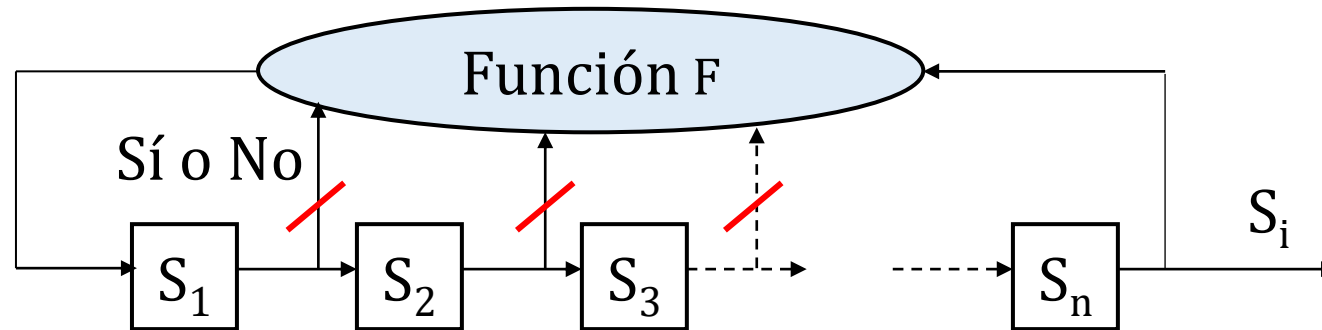 Función F
Sí o No
S₁
S₂
S₃
Sₙ
Sᵢ